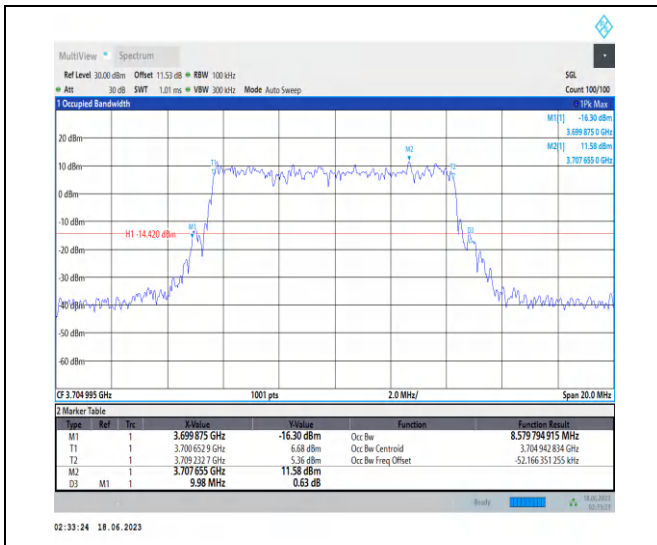 MultiView Spectrum
Ref Level 30.00 dBm Offset 11.53 dB RBW 100 kHz SGL
Att 30 dB SWT 1.01 ms VBW 300 kHz Mode Auto Sweep Count 100/100
1 Occupied Bandwidth 1Pk Max
M1[1] -16.30 dBm
3.699 875 0 GHz
M2[1] 11.58 dBm
3.707 655 0 GHz
20 dBm
M2
T1
T2
10 dBm
0 dBm
-10 dBm
M1
H1 -14.420 dBm
D3
-20 dBm
-30 dBm
-40 dBm
-50 dBm
-60 dBm
CF 3.704 995 GHz 1001 pts 2.0 MHz/ Span 20.0 MHz
2 Marker Table
Type Ref Trc X-Value Y-Value Function Function Result
M1 1 3.699 875 GHz -16.30 dBm Occ Bw 8.579 794 915 MHz
T1 1 3.700 652 9 GHz 6.68 dBm Occ Bw Centroid 3.704 942 834 GHz
T2 1 3.709 232 7 GHz 5.36 dBm Occ Bw Freq Offset -52.166 351 255 kHz
M2 1 3.707 655 GHz 11.58 dBm
D3 M1 1 9.98 MHz 0.63 dB
Ready 18.06.2023
02:33:24 18.06.2023